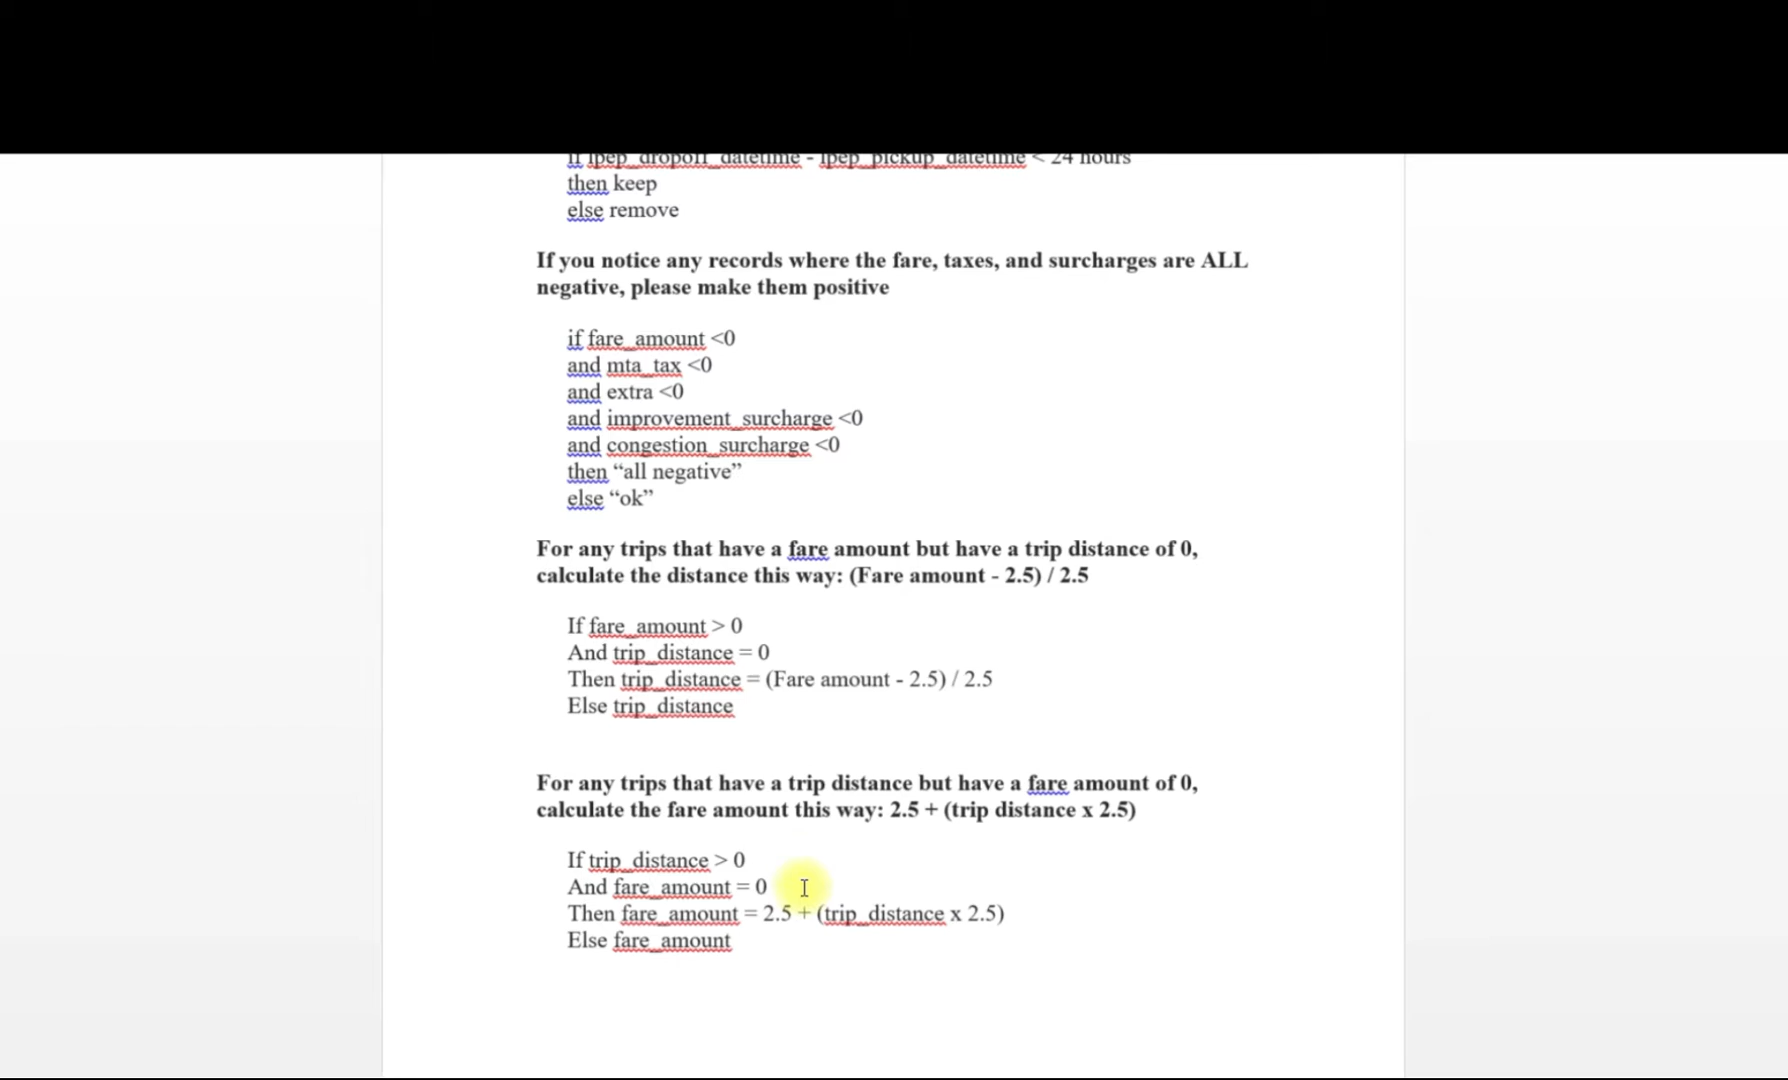 if lpep_dropoff_datetime - lpep_pickup_datetime < 24 hours
then keep
else remove
If you notice any records where the fare, taxes, and surcharges are ALL
negative, please make them positive
if fare_amount <0
and mta_tax <0
and extra <0
and improvement_surcharge <0
and congestion_surcharge <0
then “all negative”
else “ok”
For any trips that have a fare amount but have a trip distance of 0,
calculate the distance this way: (Fare amount - 2.5) / 2.5
If fare_amount > 0
And trip_distance = 0
Then trip_distance = (Fare amount - 2.5) / 2.5
Else trip_distance
For any trips that have a trip distance but have a fare amount of 0,
calculate the fare amount this way: 2.5 + (trip distance x 2.5)
If trip_distance > 0
And fare_amount = 0
Then fare_amount = 2.5 + (trip_distance x 2.5)
Else fare_amount